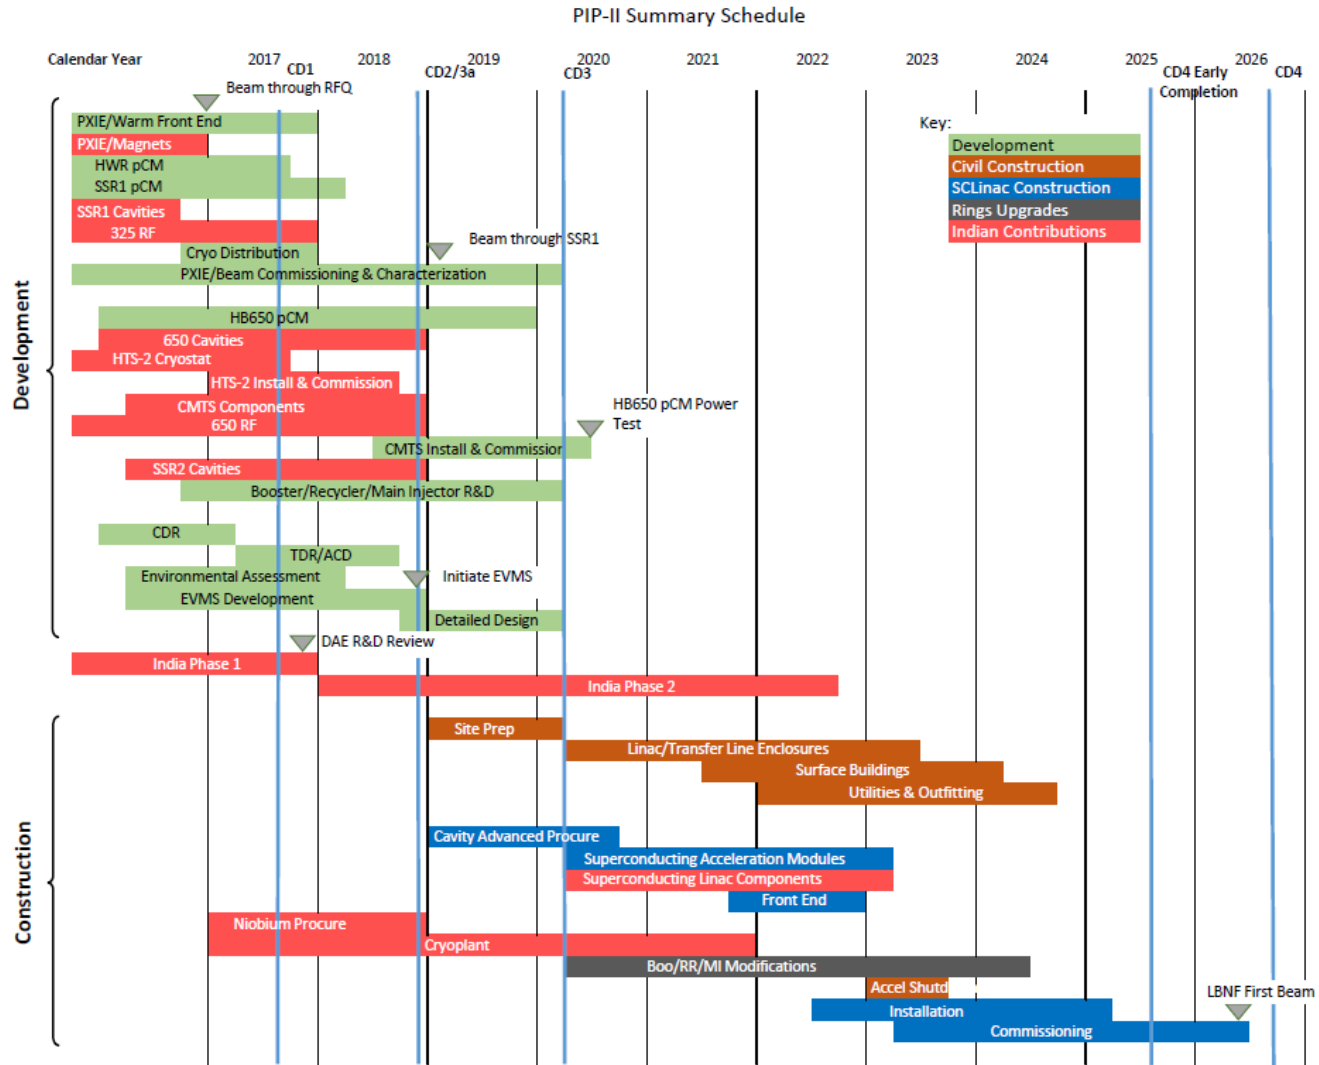 PIP-II Summary Schedule
Calendar Year 2017 2018 2019 2020 2021 2022 2023 2024 2025 2026
CD1 CD2/3a CD3 CD4 Early CD4
Completion
Beam through RFQ
PXIE/Warm Front End
Key:
PXIE/Magnets
Development
HWR pCM
Civil Construction
SSR1 pCM
SCLinac Construction
SSR1 Cavities
Rings Upgrades
325 RF
Indian Contributions
Beam through SSR1
Cryo Distribution
PXIE/Beam Commissioning & Characterization
HB650 pCM
650 Cavities
HTS-2 Cryostat
HTS-2 Install & Commission
CMTS Components
HB650 pCM Power
Test
650 RF
CMTS Install & Commission
SSR2 Cavities
Booster/Recycler/Main Injector R&D
CDR
TDR/ACD
Environmental Assessment
Initiate EVMS
EVMS Development
Detailed Design
Development
DAE R&D Review
India Phase 1
India Phase 2
Site Prep
Linac/Transfer Line Enclosures
Surface Buildings
Utilities & Outfitting
Cavity Advanced Procure
Superconducting Acceleration Modules
Superconducting Linac Components
Front End
Niobium Procure
Cryoplant
Boo/RR/MI Modifications
Accel Shutd
LBNF First Beam
Installation
Commissioning
Construction